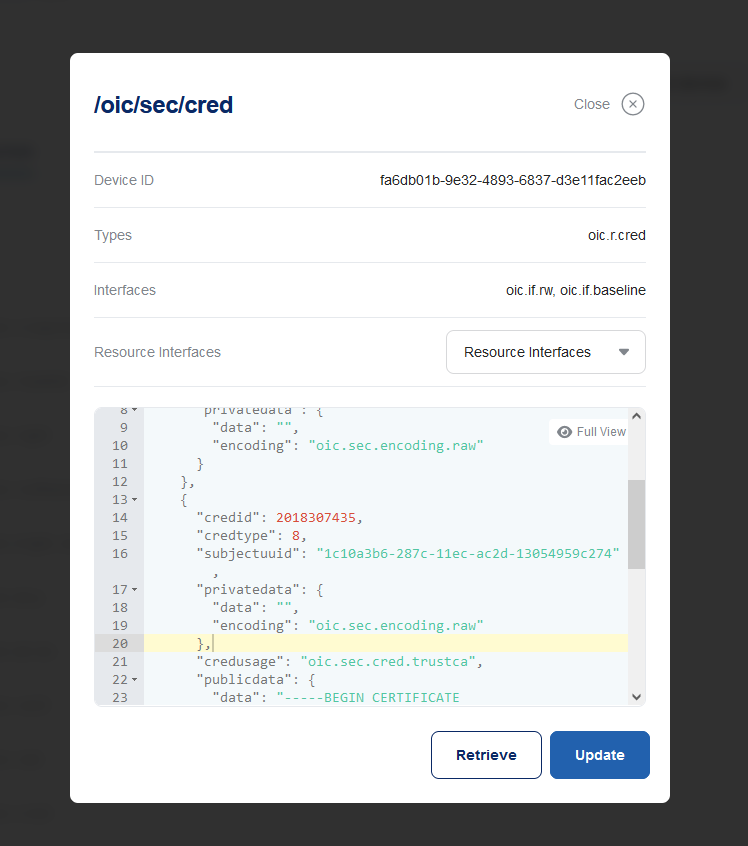 /oic/sec/cred
Close
Device ID
fa6db01b-9e32-4893-6837-d3e11fac2eeb
Types
oic.r.cred
Interfaces
oic.if.rw, oic.if.baseline
Resource Interfaces
Resource Interfaces
8 "privatedata": {
9 "data": "",
Full View
10 "encoding": "oic.sec.encoding.raw"
11 }
12 },
13 {
14 "credid": 2018307435,
15 "credtype": 8,
16 "subjectuuid": "1c10a3b6-287c-11ec-ac2d-13054959c274"
,
17 "privatedata": {
18 "data": "",
19 "encoding": "oic.sec.encoding.raw"
20 },
21 "credusage": "oic.sec.cred.trustca",
22 "publicdata": {
23 "data": "-----BEGIN CERTIFICATE
Retrieve
Update